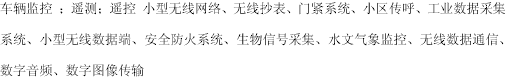 车辆监控 ；遥测；遥控 小型无线网络、无线抄表、门紧系统、小区传呼、工业数据采集
系统、小型无线数据端、安全防火系统、生物信号采集、水文气象监控、无线数据通信、
数字音频、数字图像传输